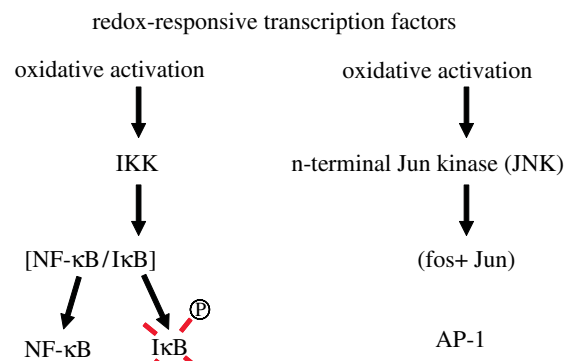 redox-responsive transcription factors
oxidative activation oxidative activation
IKK n-terminal Jun kinase (JNK)
[NF-κB/IκB] (fos+ Jun)
P
NF-κB IκB AP-1